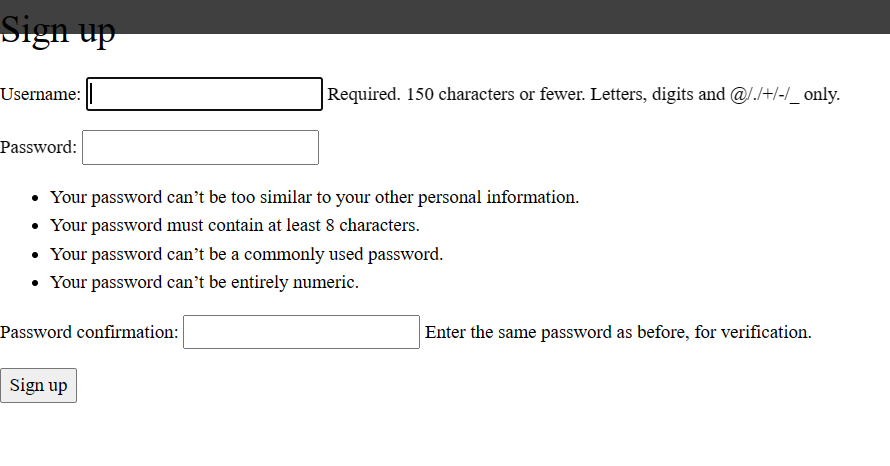 Sign up
Username: Required. 150 characters or fewer. Letters, digits and @/./+/-/_ only.
Password:
Your password can’t be too similar to your other personal information.
Your password must contain at least 8 characters.
Your password can’t be a commonly used password.
Your password can’t be entirely numeric.
Password confirmation: Enter the same password as before, for verification.
Sign up